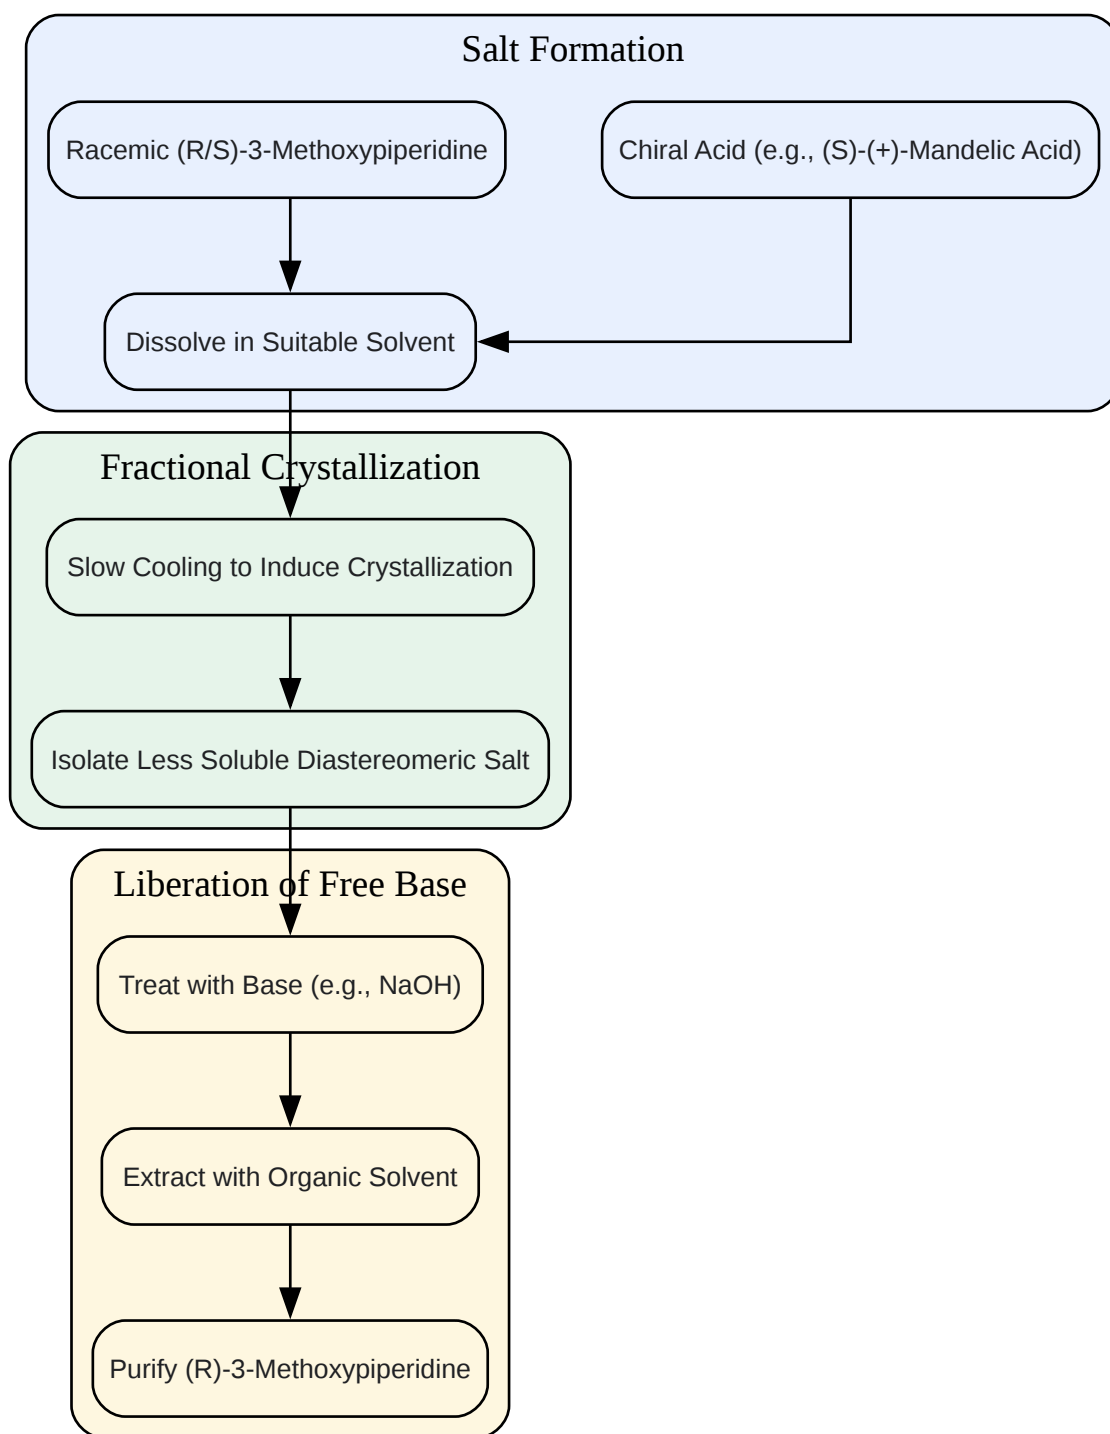 Salt Formation
Racemic (R/S)-3-Methoxypiperidine
Chiral Acid (e.g., (S)-(+)-Mandelic Acid)
Dissolve in Suitable Solvent
Fractional Crystallization
Slow Cooling to Induce Crystallization
Isolate Less Soluble Diastereomeric Salt
Liberation of Free Base
Treat with Base (e.g., NaOH)
Extract with Organic Solvent
Purify (R)-3-Methoxypiperidine